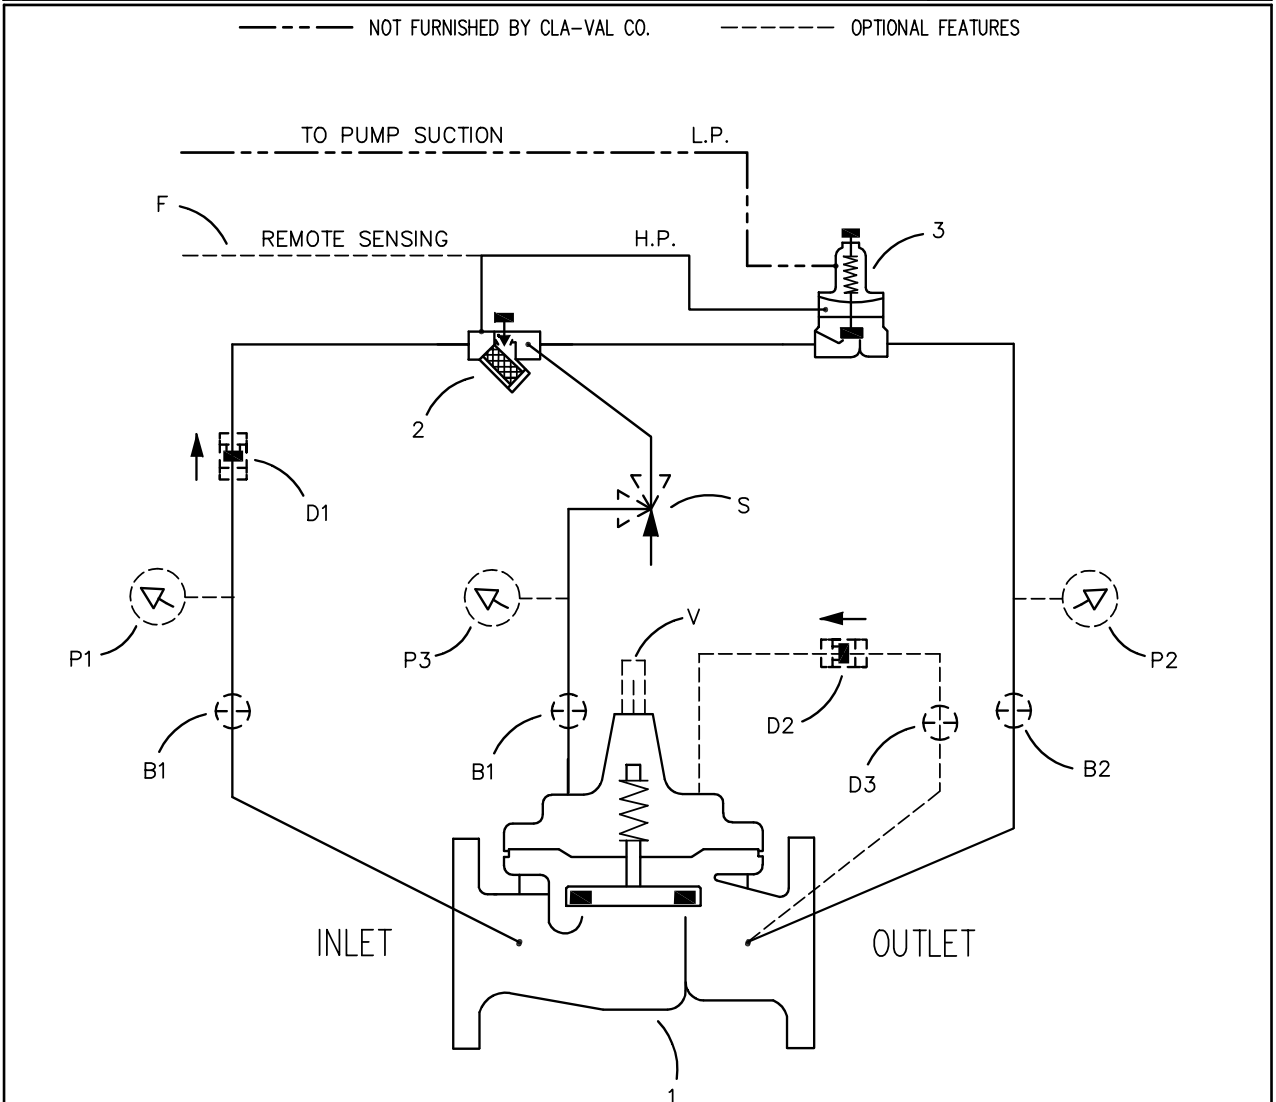 NOT FURNISHED BY CLA-VAL CO.
OPTIONAL FEATURES
TO PUMP SUCTION
L.P.
F
REMOTE SENSING
H.P.
3
2
D1
S
P1
P3
V
P2
D2
B1
B1
D3
B2
INLET
OUTLET
1